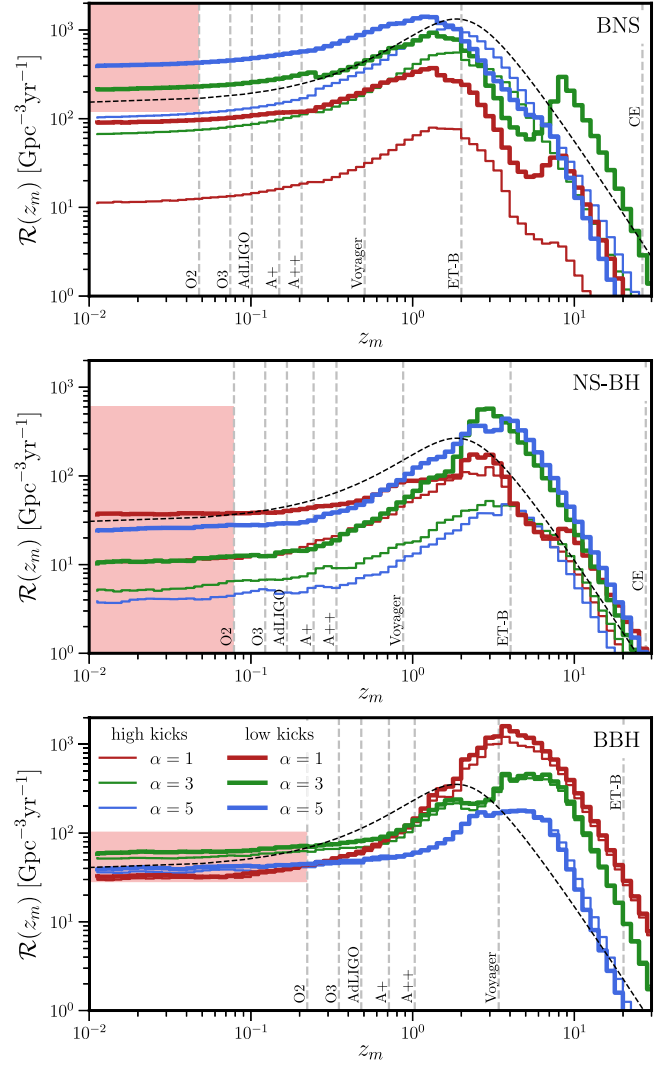 BNS
10³
10²
10¹
10⁰
R(z_m) [Gpc⁻³yr⁻¹]
O2
O3
AdLIGO
A+
A++
Voyager
ET-B
CE
10⁻²
10⁻¹
10⁰
10¹
z_m
NS-BH
10³
10²
10¹
10⁰
R(z_m) [Gpc⁻³yr⁻¹]
O2
O3
AdLIGO
A+
A++
Voyager
ET-B
CE
10⁻²
10⁻¹
10⁰
10¹
z_m
BBH
high kicks low kicks
α = 1 α = 1
α = 3 α = 3
α = 5 α = 5
10³
10²
10¹
10⁰
R(z_m) [Gpc⁻³yr⁻¹]
O2
O3
AdLIGO
A+
A++
Voyager
ET-B
10⁻²
10⁻¹
10⁰
10¹
z_m